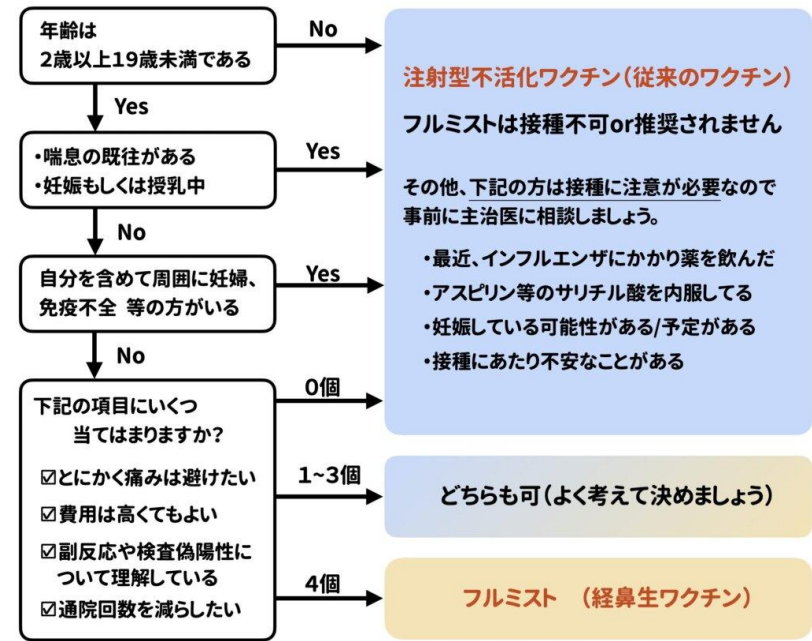 年齢は
2歳以上19歳未満である
No
Yes
・喘息の既往がある
・妊娠もしくは授乳中
Yes
No
自分を含めて周囲に妊婦、
免疫不全 等の方がいる
Yes
No
下記の項目にいくつ
当てはまりますか?
☑とにかく痛みは避けたい
☑費用は高くてもよい
☑副反応や検査偽陽性に
ついて理解している
☑通院回数を減らしたい
0個
1~3個
4個
注射型不活化ワクチン(従来のワクチン)
フルミストは接種不可or推奨されません
その他、下記の方は接種に注意が必要なので
事前に主治医に相談しましょう。
・最近、インフルエンザにかかり薬を飲んだ
・アスピリン等のサリチル酸を内服してる
・妊娠している可能性がある/予定がある
・接種にあたり不安なことがある
どちらも可(よく考えて決めましょう)
フルミスト (経鼻生ワクチン)